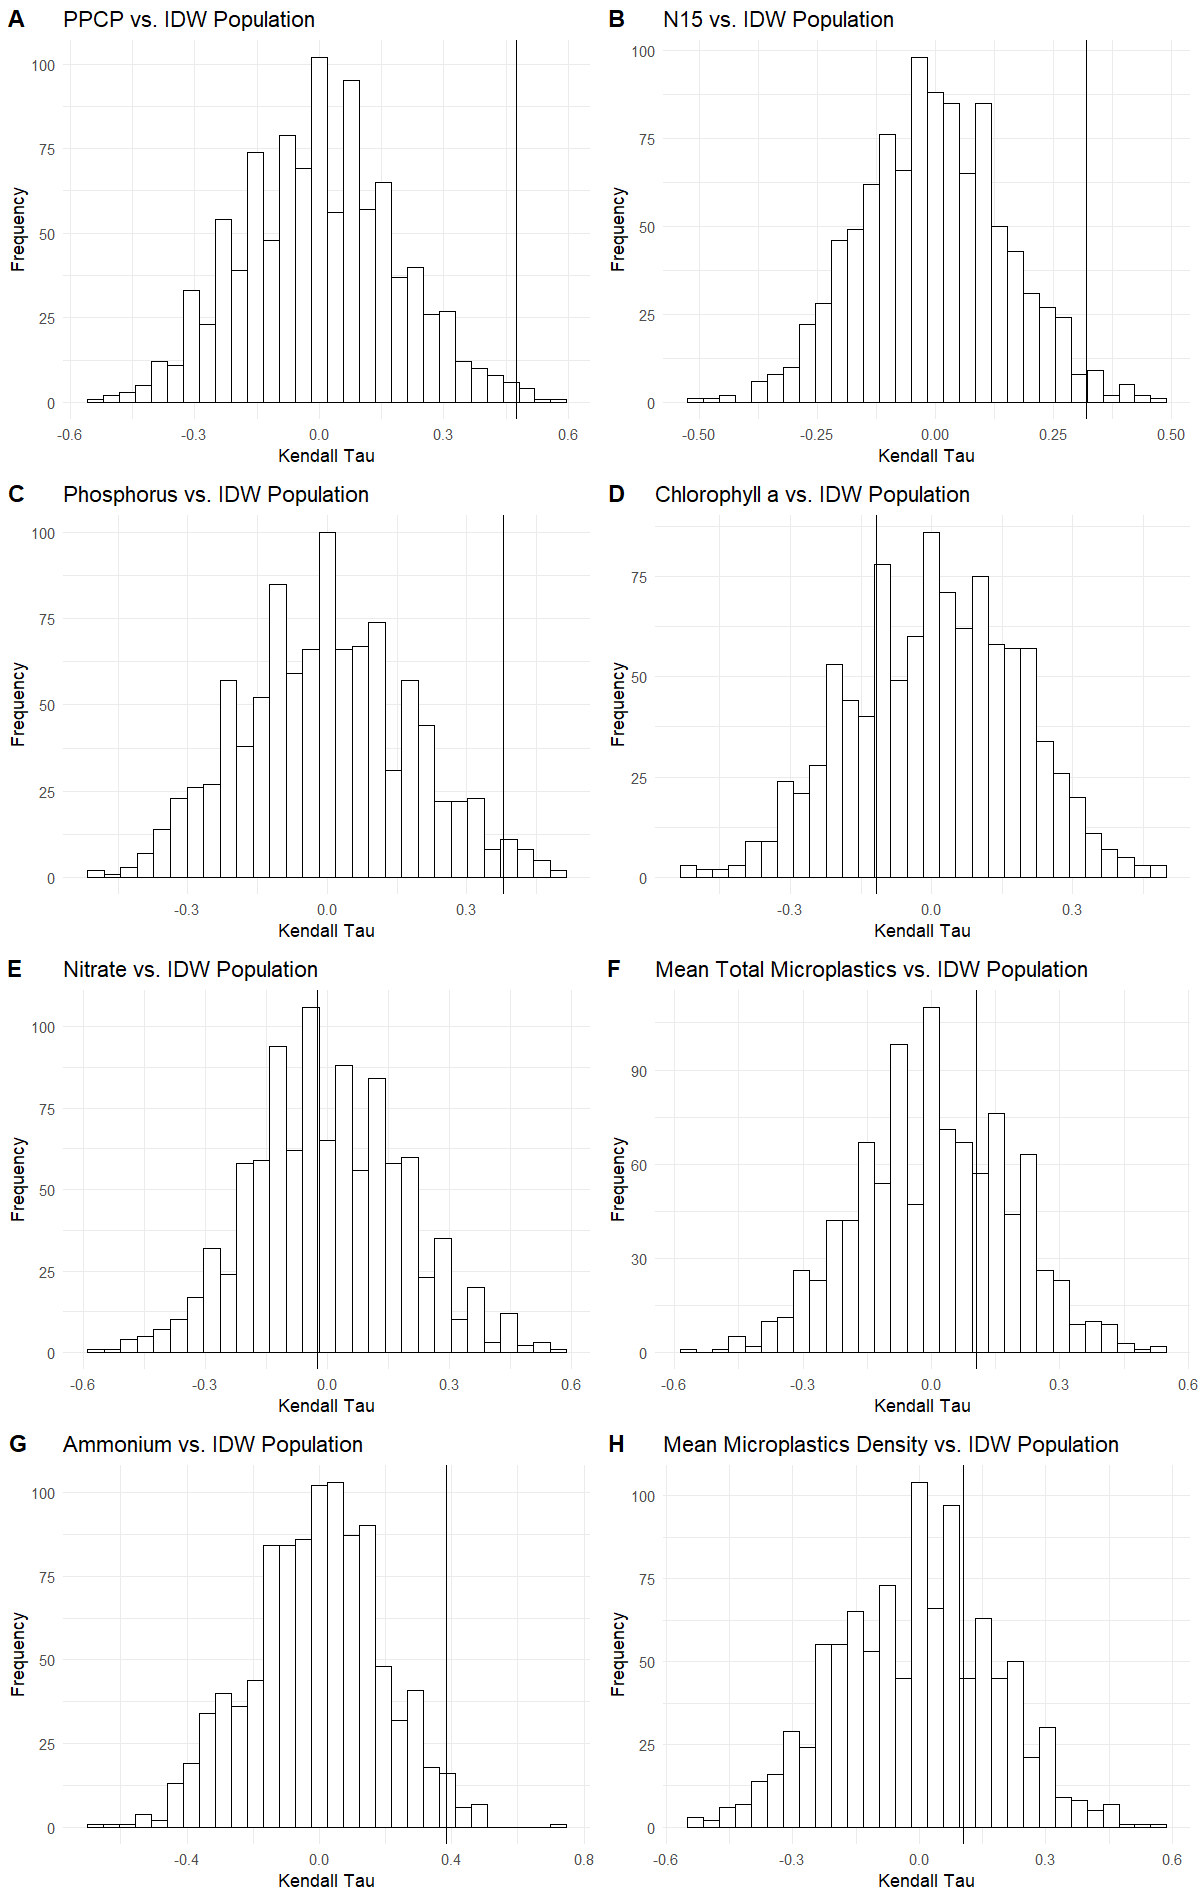 A PPCP vs. IDW Population
100
75
50
25
0
Frequency
-0.6 -0.3 0.0 0.3 0.6
Kendall Tau
B N15 vs. IDW Population
100
75
50
25
0
Frequency
-0.50 -0.25 0.00 0.25 0.50
Kendall Tau
C Phosphorus vs. IDW Population
100
75
50
25
0
Frequency
-0.3 0.0 0.3
Kendall Tau
D Chlorophyll a vs. IDW Population
75
50
25
0
Frequency
-0.3 0.0 0.3
Kendall Tau
E Nitrate vs. IDW Population
100
75
50
25
0
Frequency
-0.6 -0.3 0.0 0.3 0.6
Kendall Tau
F Mean Total Microplastics vs. IDW Population
90
60
30
0
Frequency
-0.6 -0.3 0.0 0.3 0.6
Kendall Tau
G Ammonium vs. IDW Population
100
75
50
25
0
Frequency
-0.4 0.0 0.4 0.8
Kendall Tau
H Mean Microplastics Density vs. IDW Population
100
75
50
25
0
Frequency
-0.6 -0.3 0.0 0.3 0.6
Kendall Tau